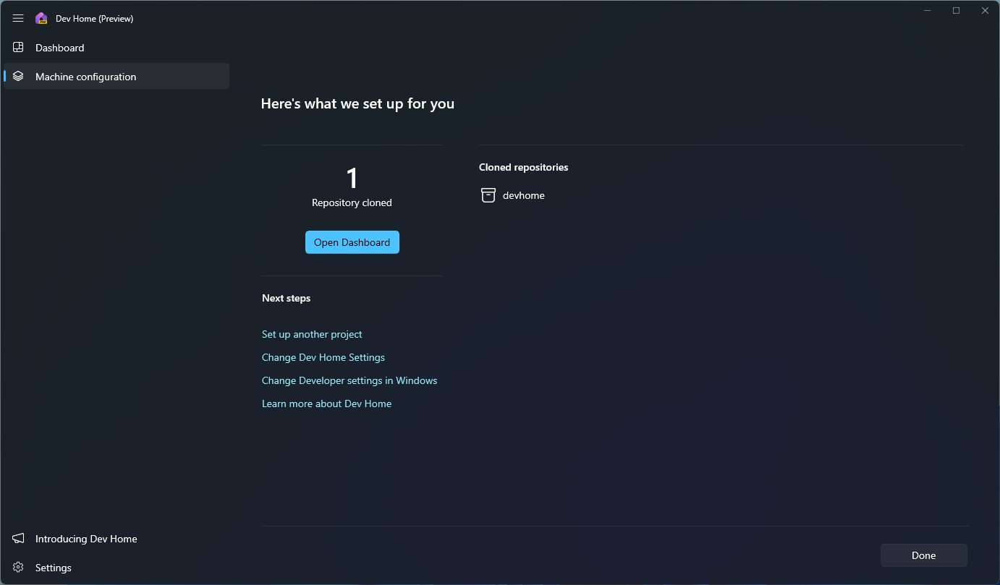 Dev Home (Preview)
Dashboard
Machine configuration
Here's what we set up for you
1
Repository cloned
Open Dashboard
Cloned repositories
devhome
Next steps
Set up another project
Change Dev Home Settings
Change Developer settings in Windows
Learn more about Dev Home
Introducing Dev Home
Settings
Done